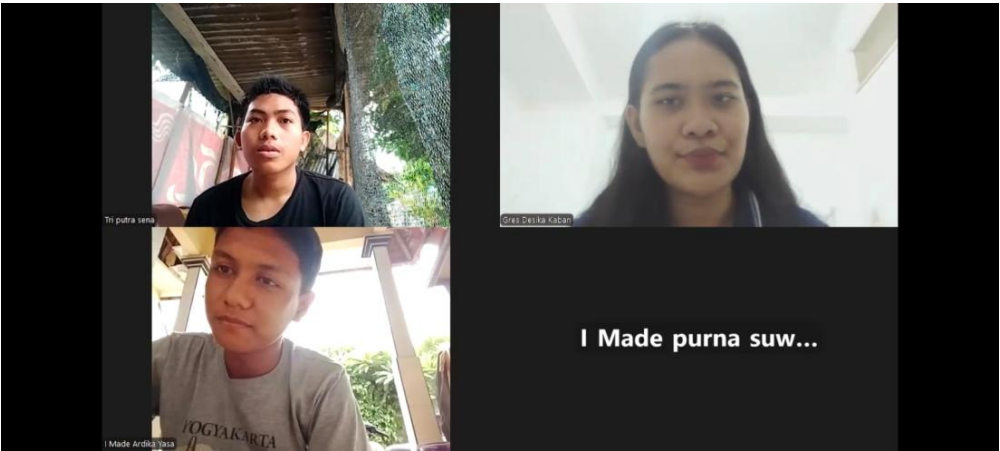 Tri putra sena
Gres Desika Kaban
YOGYAKARTA
I Made Ardika Yasa
I Made purna suw...